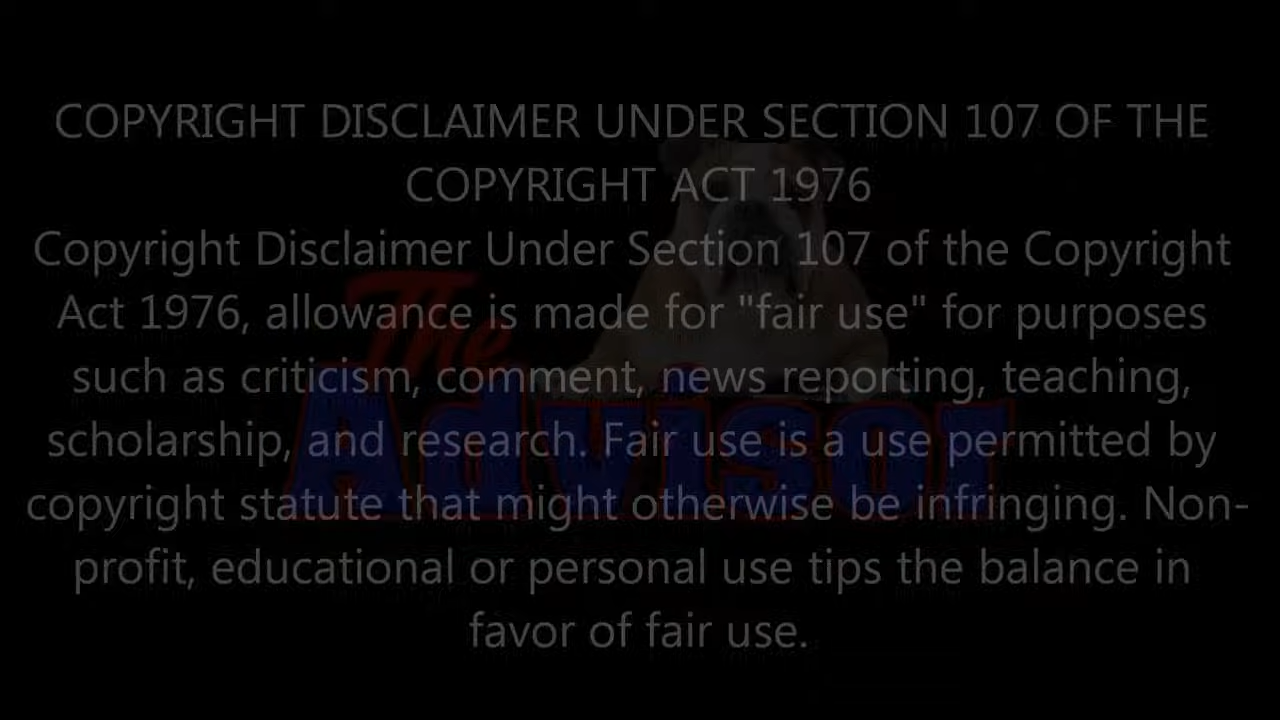 COPYRIGHT DISCLAIMER UNDER SECTION 107 OF THE
COPYRIGHT ACT 1976
Copyright Disclaimer Under Section 107 of the Copyright
Act 1976, allowance is made for "fair use" for purposes
such as criticism, comment, news reporting, teaching,
scholarship, and research. Fair use is a use permitted by
copyright statute that might otherwise be infringing. Non-
profit, educational or personal use tips the balance in
favor of fair use.
The
Advisor